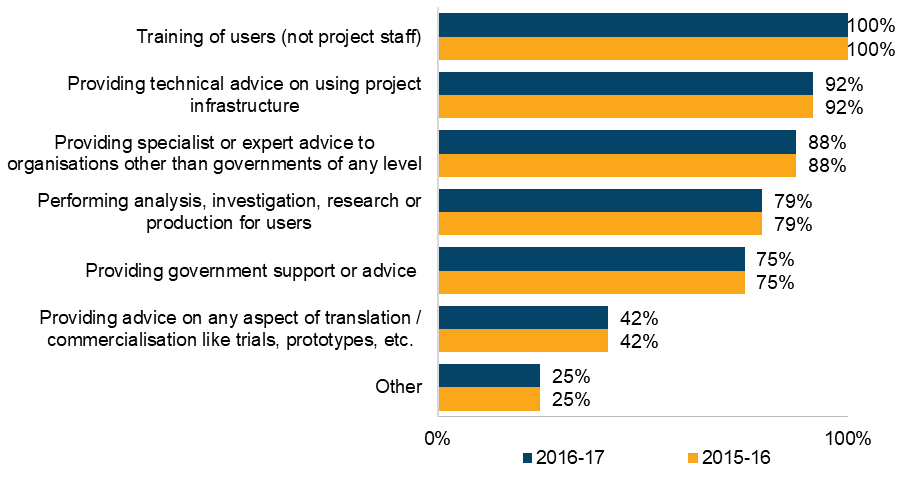 Training of users (not project staff)
100%
100%
Providing technical advice on using project
infrastructure
92%
92%
Providing specialist or expert advice to
organisations other than governments of any level
88%
88%
Performing analysis, investigation, research or
production for users
79%
79%
Providing government support or advice
75%
75%
Providing advice on any aspect of translation /
commercialisation like trials, prototypes, etc.
42%
42%
Other
25%
25%
0%
100%
2016-17
2015-16